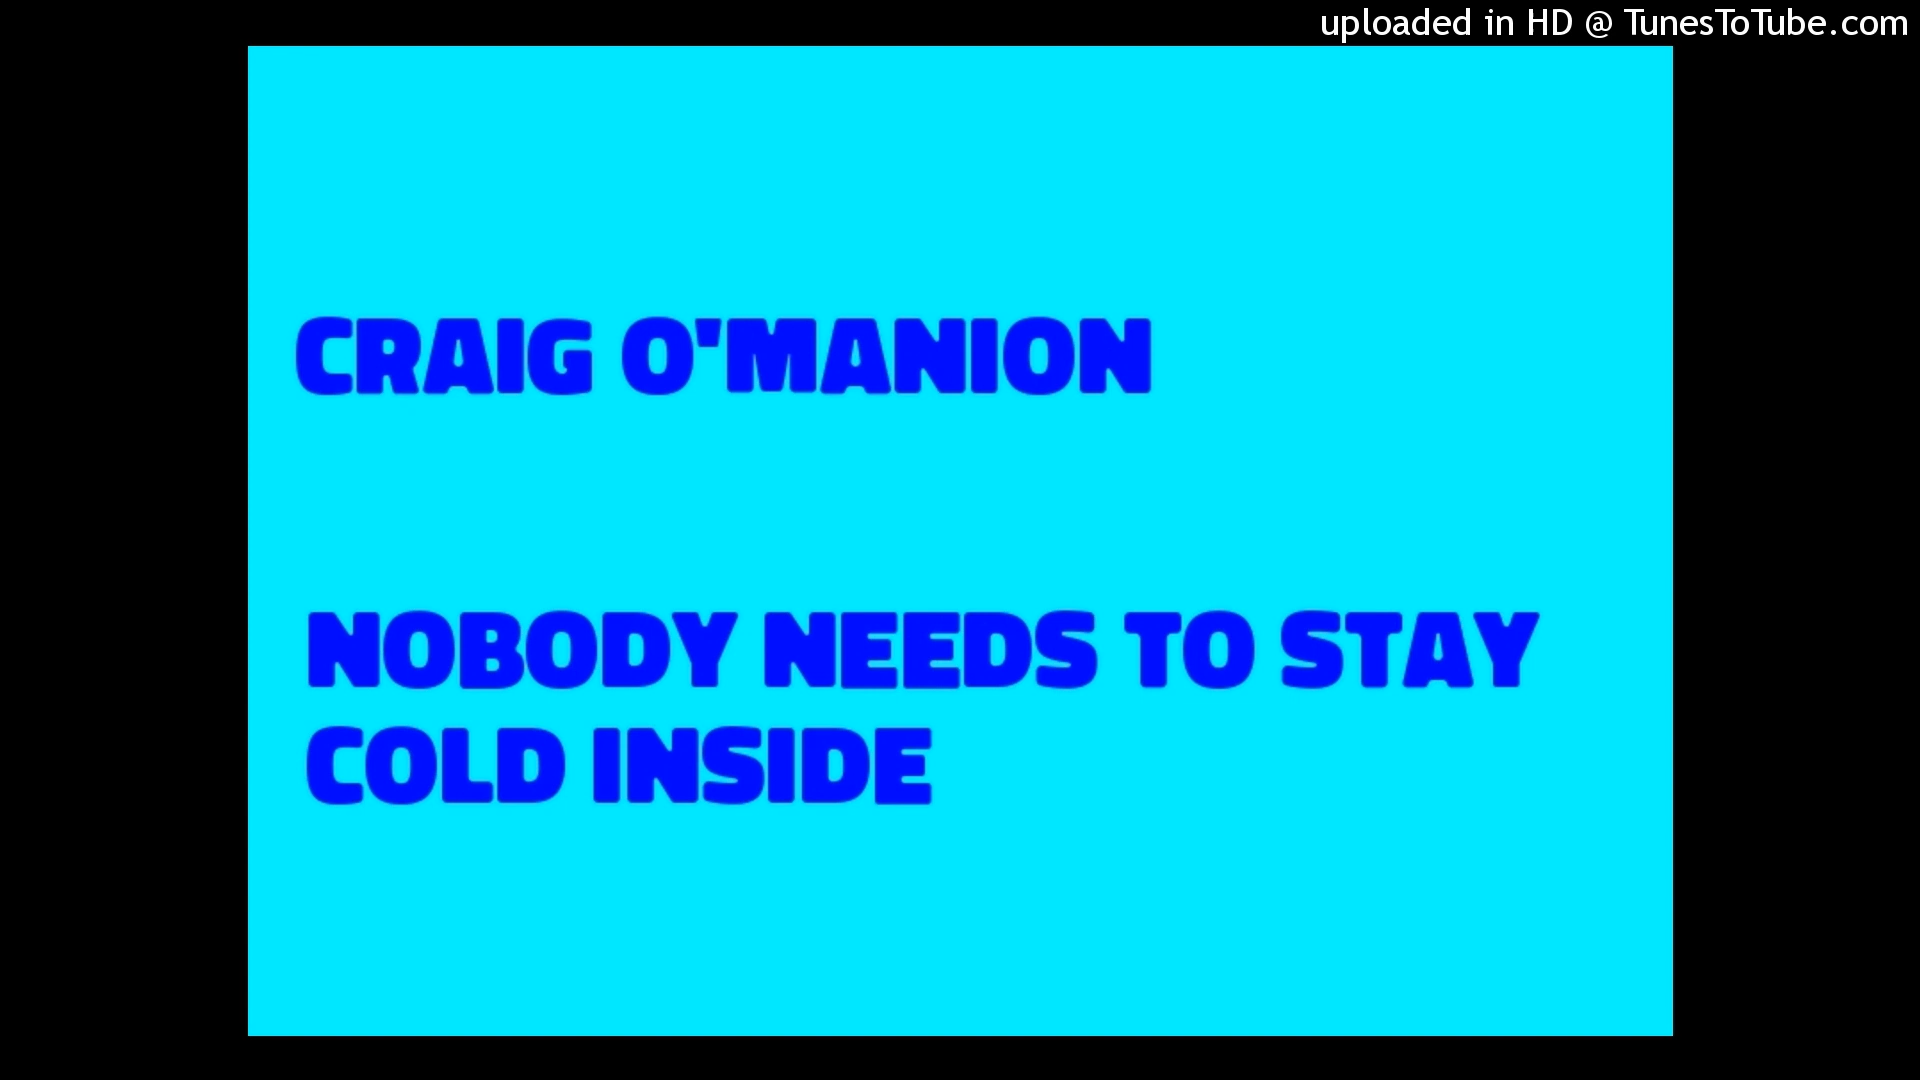 uploaded in HD @ TunesToTube.com
CRAIG O'MANION
NOBODY NEEDS TO STAY
COLD INSIDE